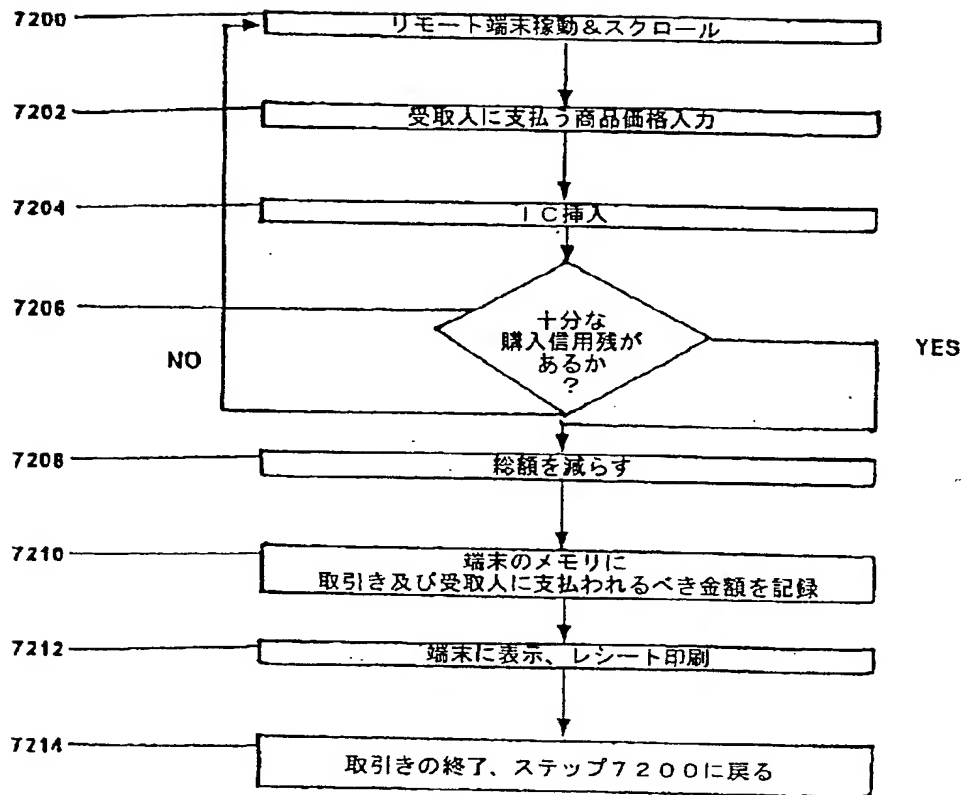 7200
リモート端末稼動&スクロール
7202
受取人に支払う商品価格入力
7204
IC挿入
7206
十分な
購入信用残が
あるか
?
NO
YES
7208
総額を減らす
7210
端末のメモリに
取引き及び受取人に支払われるべき金額を記録
7212
端末に表示、レシート印刷
7214
取引きの終了、ステップ7200に戻る